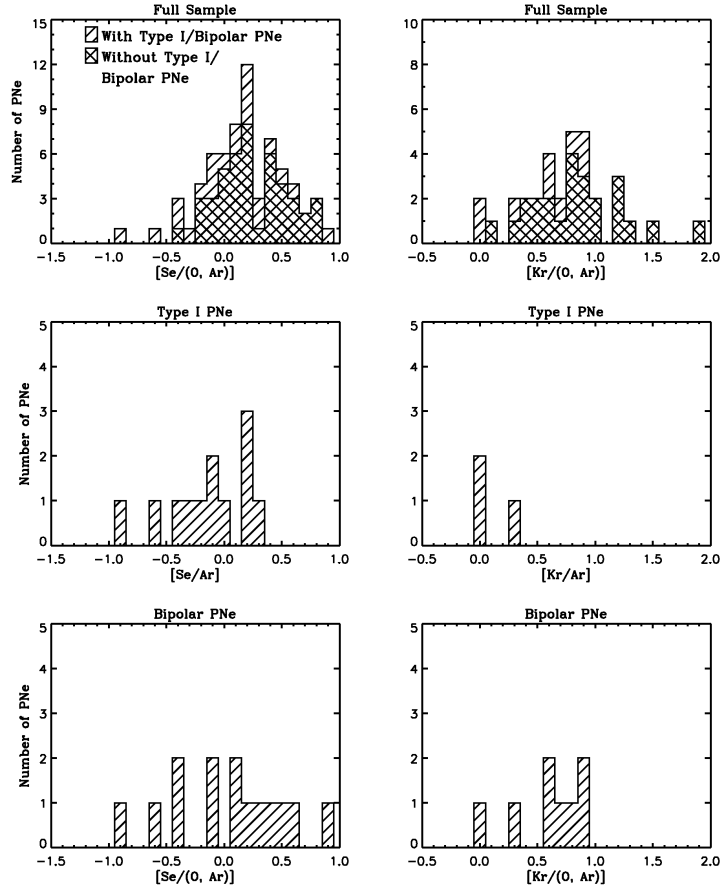 Full Sample
With Type I/Bipolar PNe
Without Type I/
Bipolar PNe
Number of PNe
15
12
9
6
3
0
−1.5 −1.0 −0.5 0.0 0.5 1.0
[Se/(O, Ar)]
Full Sample
10
8
6
4
2
0
−0.5 0.0 0.5 1.0 1.5 2.0
[Kr/(O, Ar)]
Type I PNe
Number of PNe
5
4
3
2
1
0
−1.5 −1.0 −0.5 0.0 0.5 1.0
[Se/Ar]
Type I PNe
5
4
3
2
1
0
−0.5 0.0 0.5 1.0 1.5 2.0
[Kr/Ar]
Bipolar PNe
Number of PNe
5
4
3
2
1
0
−1.5 −1.0 −0.5 0.0 0.5 1.0
[Se/(O, Ar)]
Bipolar PNe
5
4
3
2
1
0
−0.5 0.0 0.5 1.0 1.5 2.0
[Kr/(O, Ar)]